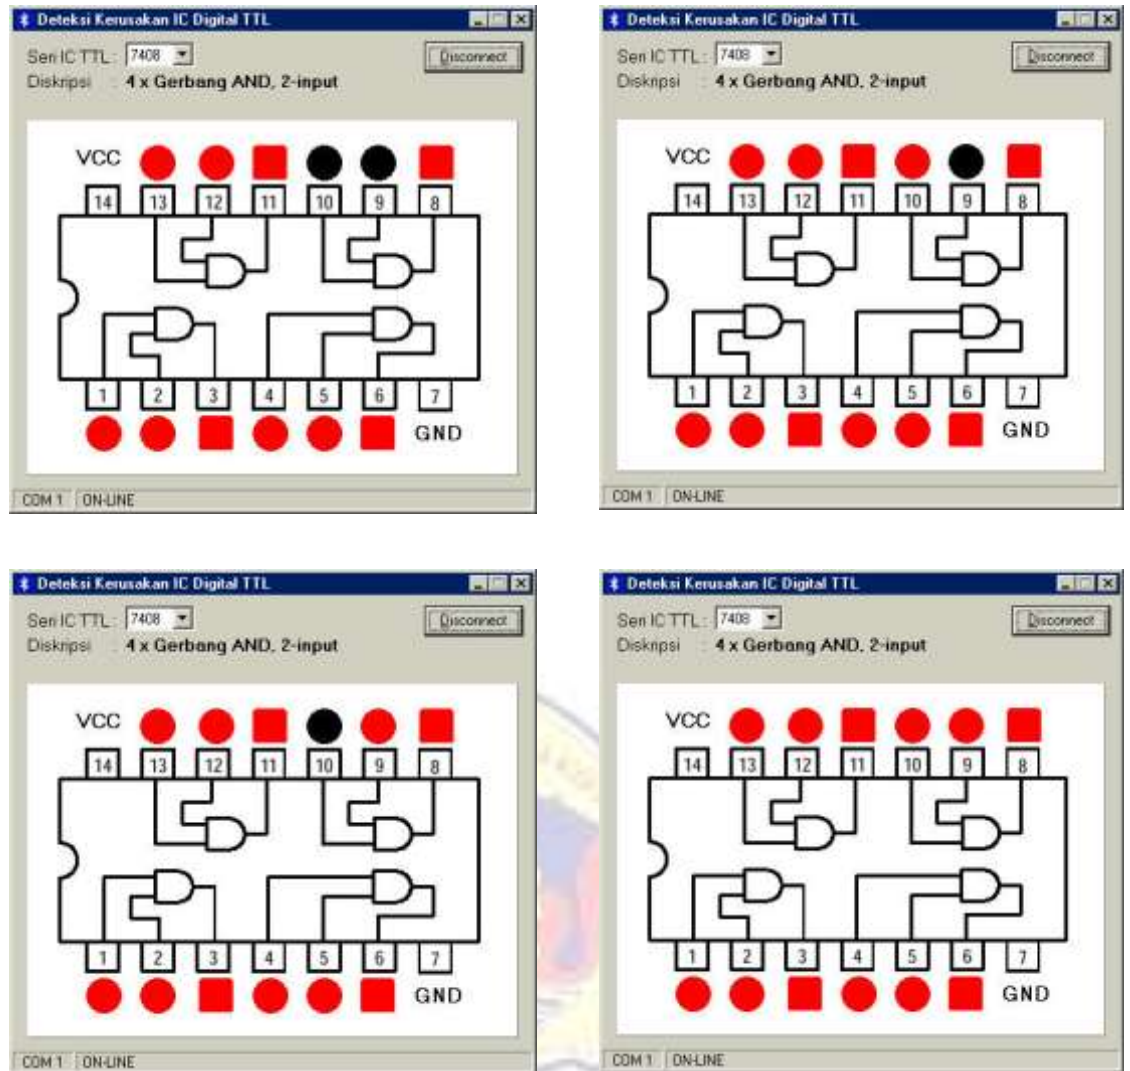 Deteksi Kerusakan IC Digital TTL
Seri IC TTL : 7408
Disconnect
Diskripsi : 4 x Gerbang AND, 2-input
VCC
14 13 12 11 10 9 8
1 2 3 4 5 6 7
GND
COM 1 ON-LINE
Deteksi Kerusakan IC Digital TTL
Seri IC TTL : 7408
Disconnect
Diskripsi : 4 x Gerbang AND, 2-input
VCC
14 13 12 11 10 9 8
1 2 3 4 5 6 7
GND
COM 1 ON-LINE
Deteksi Kerusakan IC Digital TTL
Seri IC TTL : 7408
Disconnect
Diskripsi : 4 x Gerbang AND, 2-input
VCC
14 13 12 11 10 9 8
1 2 3 4 5 6 7
GND
COM 1 ON-LINE
Deteksi Kerusakan IC Digital TTL
Seri IC TTL : 7408
Disconnect
Diskripsi : 4 x Gerbang AND, 2-input
VCC
14 13 12 11 10 9 8
1 2 3 4 5 6 7
GND
COM 1 ON-LINE